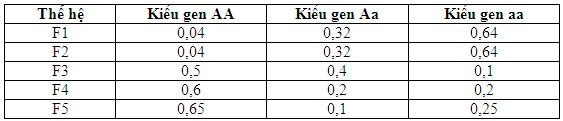 Thế hệ Kiểu gen AA Kiểu gen Aa Kiểu gen aa
F1 0,04 0,32 0,64
F2 0,04 0,32 0,64
F3 0,5 0,4 0,1
F4 0,6 0,2 0,2
F5 0,65 0,1 0,25